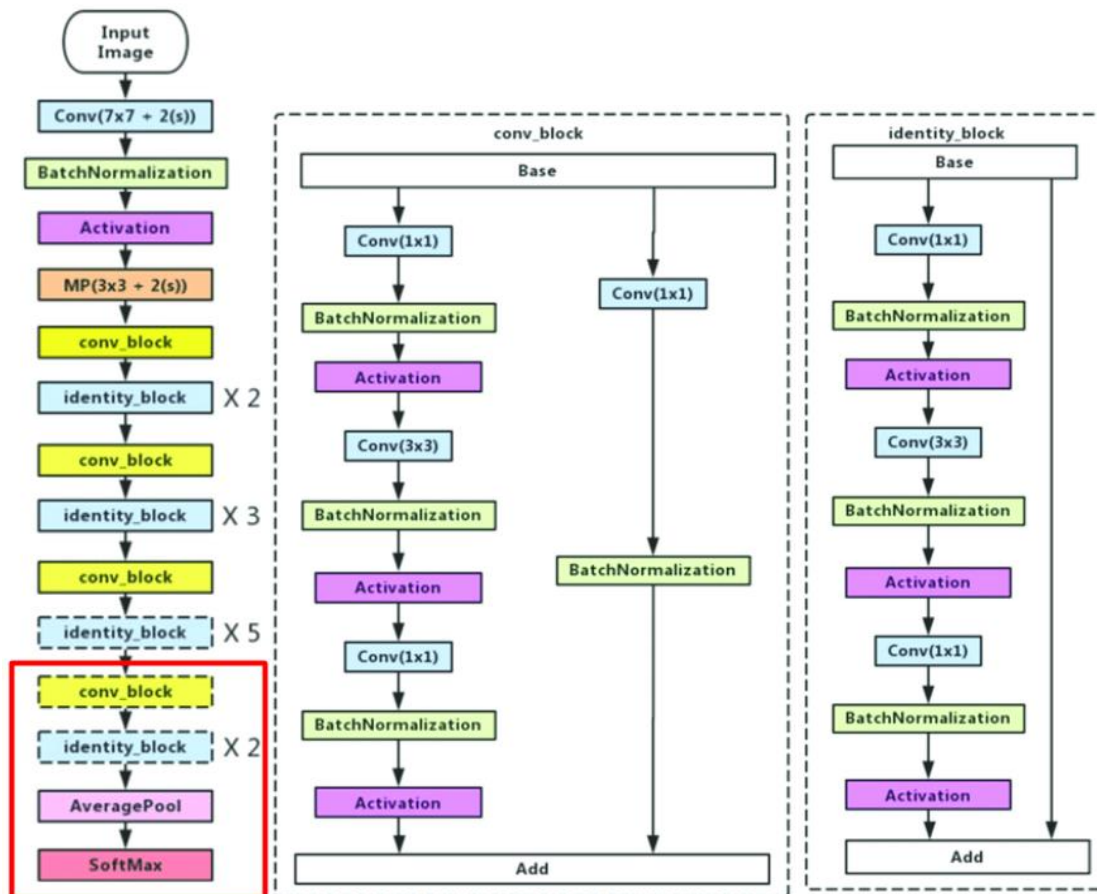 Input
Image
Conv(7x7 + 2(s))
BatchNormalization
Activation
MP(3x3 + 2(s))
conv_block
identity_block X 2
conv_block
identity_block X 3
conv_block
identity_block X 5
conv_block
identity_block X 2
AveragePool
SoftMax
conv_block
Base
Conv(1x1)
BatchNormalization
Activation
Conv(3x3)
BatchNormalization
Activation
Conv(1x1)
BatchNormalization
Activation
Conv(1x1)
BatchNormalization
Add
identity_block
Base
Conv(1x1)
BatchNormalization
Activation
Conv(3x3)
BatchNormalization
Activation
Conv(1x1)
BatchNormalization
Activation
Add